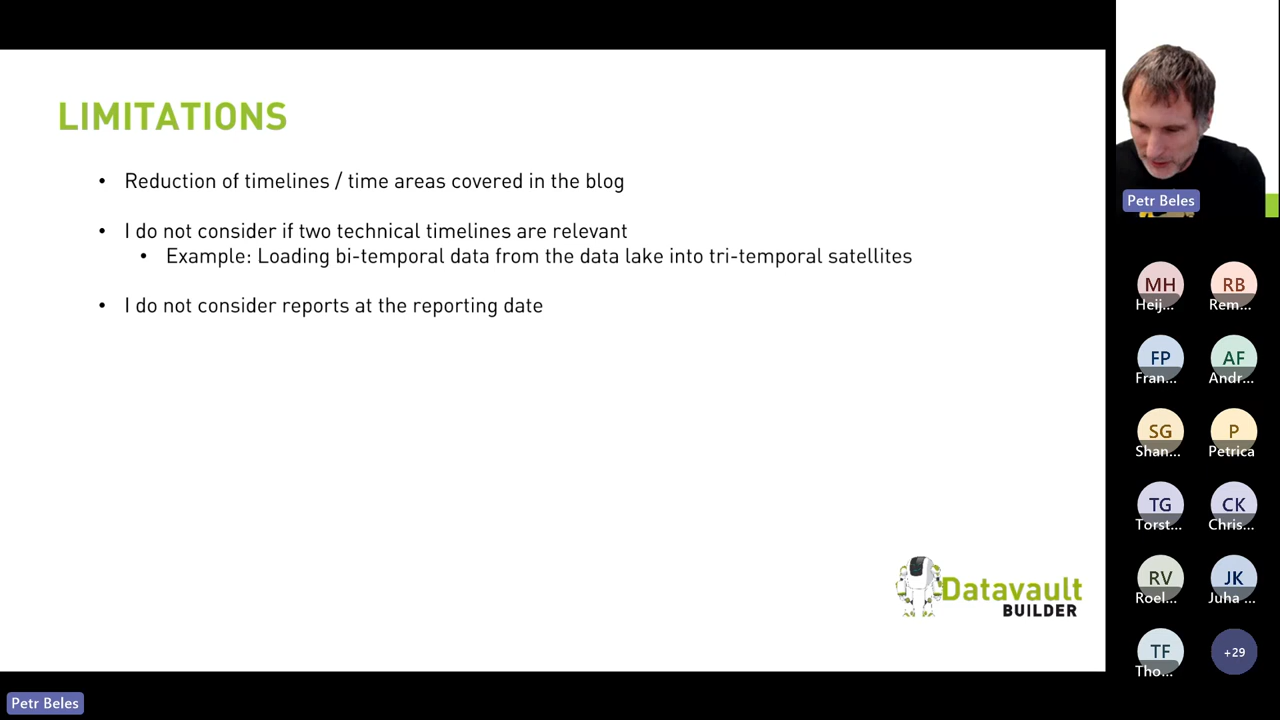 LIMITATIONS
• Reduction of timelines / time areas covered in the blog
• I do not consider if two technical timelines are relevant
• Example: Loading bi-temporal data from the data lake into tri-temporal satellites
• I do not consider reports at the reporting date
Datavault
BUILDER
Petr Beles
MH
Heij...
RB
Rem...
FP
Fran...
AF
Andr...
SG
Shan...
P
Petrica
TG
Torst...
CK
Chris...
RV
Roel...
JK
Juha ...
TF
Tho...
+29
Petr Beles